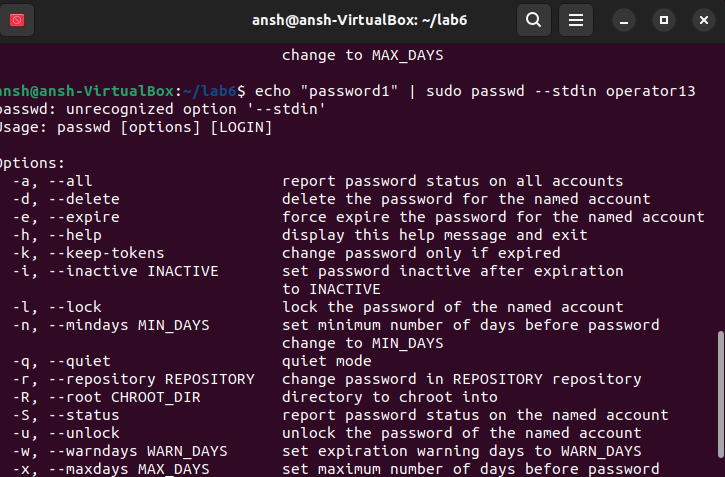 ansh@ansh-VirtualBox: ~/lab6
change to MAX_DAYS
ansh@ansh-VirtualBox:~/lab6$ echo "password1" | sudo passwd --stdin operator13
passwd: unrecognized option '--stdin'
Usage: passwd [options] [LOGIN]

Options:
  -a, --all                     report password status on all accounts
  -d, --delete                  delete the password for the named account
  -e, --expire                  force expire the password for the named account
  -h, --help                    display this help message and exit
  -k, --keep-tokens             change password only if expired
  -i, --inactive INACTIVE       set password inactive after expiration
                                to INACTIVE
  -l, --lock                    lock the password of the named account
  -n, --mindays MIN_DAYS        set minimum number of days before password
                                change to MIN_DAYS
  -q, --quiet                   quiet mode
  -r, --repository REPOSITORY   change password in REPOSITORY repository
  -R, --root CHROOT_DIR         directory to chroot into
  -S, --status                  report password status on the named account
  -u, --unlock                  unlock the password of the named account
  -w, --warndays WARN_DAYS      set expiration warning days to WARN_DAYS
  -x, --maxdays MAX_DAYS        set maximum number of days before password